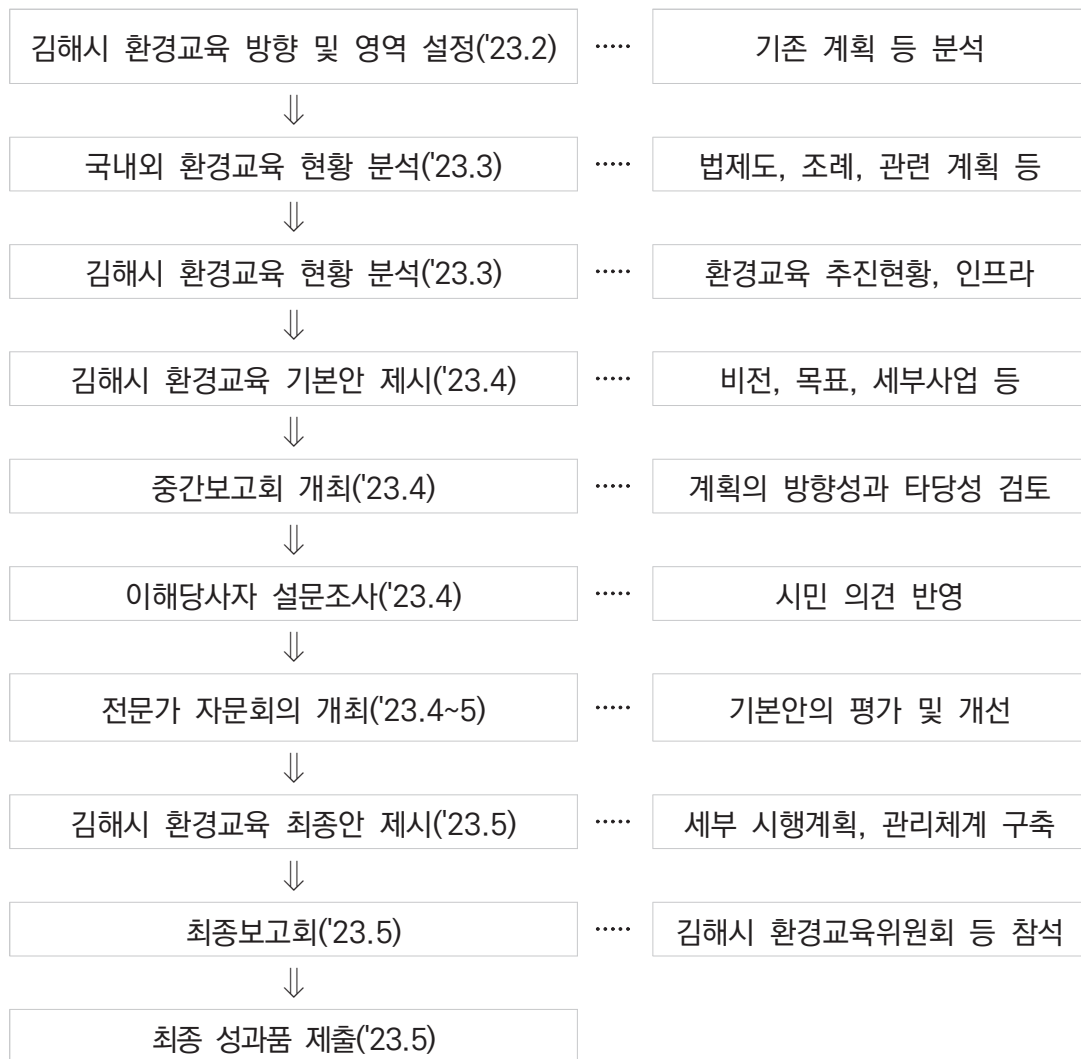 김해시 환경교육 방향 및 영역 설정('23.2) ····· 기존 계획 등 분석
⇓
국내외 환경교육 현황 분석('23.3) ····· 법제도, 조례, 관련 계획 등
⇓
김해시 환경교육 현황 분석('23.3) ····· 환경교육 추진현황, 인프라
⇓
김해시 환경교육 기본안 제시('23.4) ····· 비전, 목표, 세부사업 등
⇓
중간보고회 개최('23.4) ····· 계획의 방향성과 타당성 검토
⇓
이해당사자 설문조사('23.4) ····· 시민 의견 반영
⇓
전문가 자문회의 개최('23.4~5) ····· 기본안의 평가 및 개선
⇓
김해시 환경교육 최종안 제시('23.5) ····· 세부 시행계획, 관리체계 구축
⇓
최종보고회('23.5) ····· 김해시 환경교육위원회 등 참석
⇓
최종 성과품 제출('23.5)